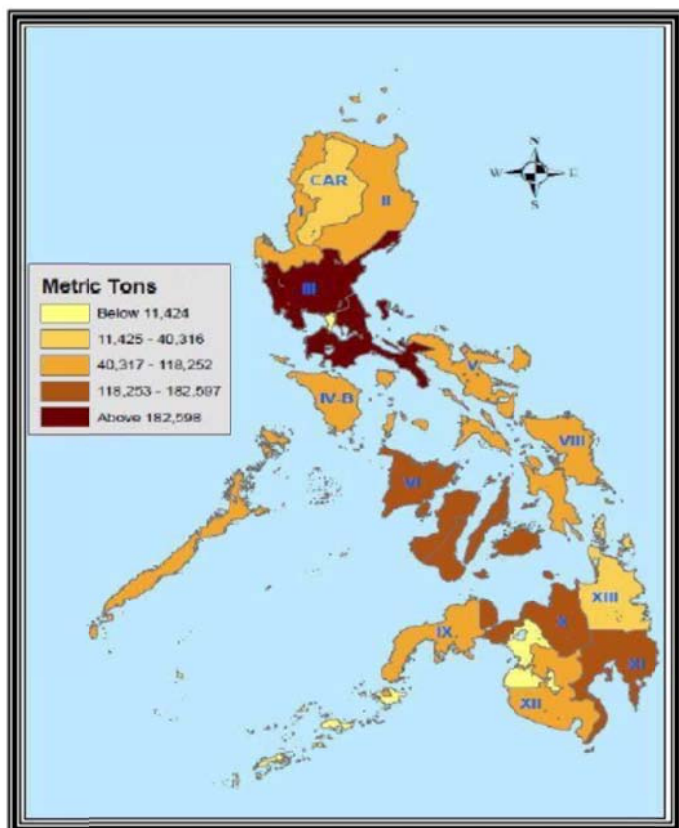 N
W E
S
CAR
I
II
III
Metric Tons
Below 11,424
11,425 - 40,316
40,317 - 118,252
118,253 - 182,597
Above 182,598
V
IV-B
VIII
VI
XIII
IX
X
XI
XII